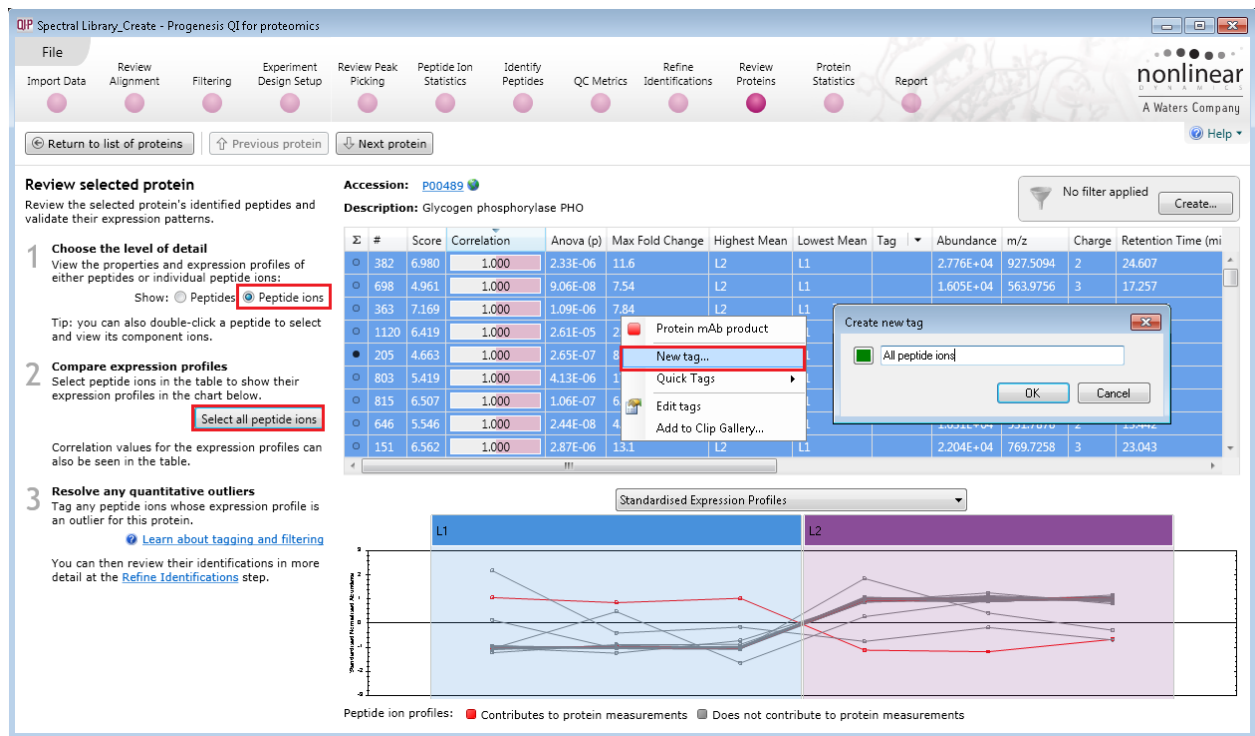 QIP Spectral Library_Create - Progenesis QI for proteomics
File
Import Data
Review Alignment
Filtering
Experiment Design Setup
Review Peak Picking
Peptide Ion Statistics
Identify Peptides
QC Metrics
Refine Identifications
Review Proteins
Protein Statistics
Report
nonlinear
DYNAMICS
A Waters Company
Return to list of proteins
Previous protein
Next protein
Help
Review selected protein
Review the selected protein's identified peptides and
validate their expression patterns.
1 Choose the level of detail
View the properties and expression profiles of
either peptides or individual peptide ions:
Show: Peptides Peptide ions
Tip: you can also double-click a peptide to select
and view its component ions.
2 Compare expression profiles
Select peptide ions in the table to show their
expression profiles in the chart below.
Select all peptide ions
Correlation values for the expression profiles can
also be seen in the table.
3 Resolve any quantitative outliers
Tag any peptide ions whose expression profile is
an outlier for this protein.
Learn about tagging and filtering
You can then review their identifications in more
detail at the Refine Identifications step.
Accession: P00489
Description: Glycogen phosphorylase PHO
No filter applied
Create...
Σ # Score Correlation Anova (p) Max Fold Change Highest Mean Lowest Mean Tag Abundance m/z Charge Retention Time (mi
382 6.980 1.000 2.33E-06 11.6 L2 L1 2.776E+04 927.5094 2 24.607
698 4.961 1.000 9.06E-08 7.54 L2 L1 1.605E+04 563.9756 3 17.257
363 7.169 1.000 1.09E-06 7.84 L2 L1
1120 6.419 1.000 2.61E-05 2
205 4.663 1.000 2.65E-07 8
803 5.419 1.000 4.13E-06 1
815 6.507 1.000 1.06E-07 6.
646 5.546 1.000 2.44E-08 4.
151 6.562 1.000 2.87E-06 13.1 L2 L1 2.204E+04 769.7258 3 23.043
Protein mAb product
New tag...
Quick Tags
Edit tags
Add to Clip Gallery...
Create new tag
All peptide ions
OK
Cancel
Standardised Expression Profiles
L1
L2
3
2
1
0
-1
-2
-3
Standardised Normalised Abundance
Peptide ion profiles: Contributes to protein measurements Does not contribute to protein measurements